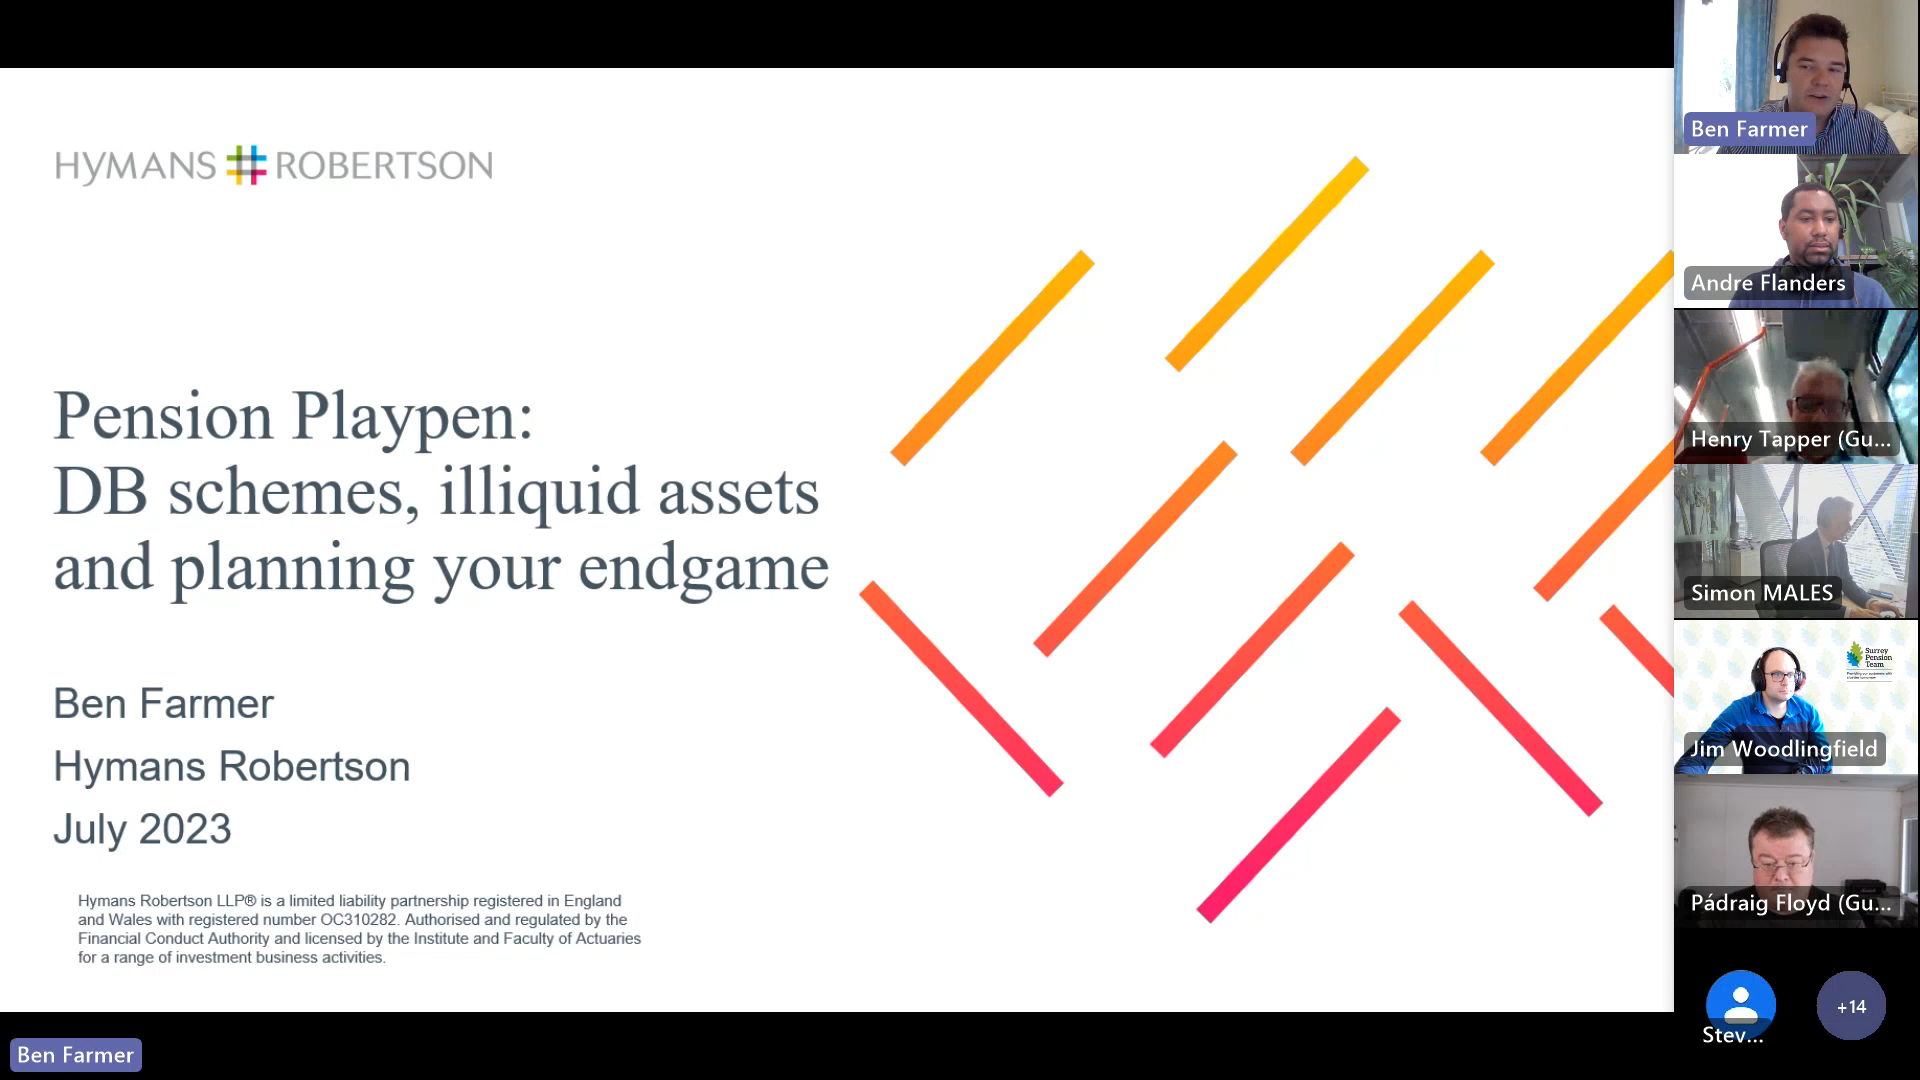 HYMANS # ROBERTSON
Pension Playpen:
DB schemes, illiquid assets
and planning your endgame
Ben Farmer
Hymans Robertson
July 2023
Hymans Robertson LLP® is a limited liability partnership registered in England
and Wales with registered number OC310282. Authorised and regulated by the
Financial Conduct Authority and licensed by the Institute and Faculty of Actuaries
for a range of investment business activities.
Ben Farmer
Ben Farmer
Andre Flanders
Henry Tapper (Gu...
Simon MALES
Surrey
Pension
Team
Jim Woodlingfield
Pádraig Floyd (Gu...
Stev...
+14